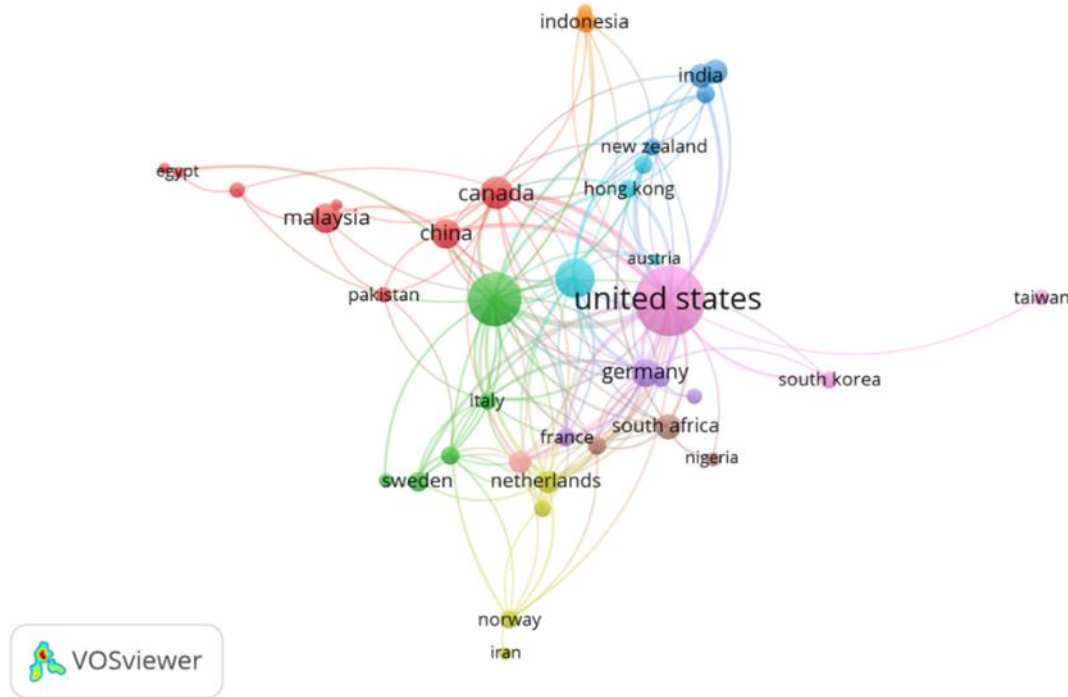 indonesia
india
new zealand
egypt
hong kong
canada
malaysia
china
austria
pakistan
united states
taiwan
germany
south korea
italy
south africa
france
nigeria
sweden
netherlands
norway
iran
VOSviewer